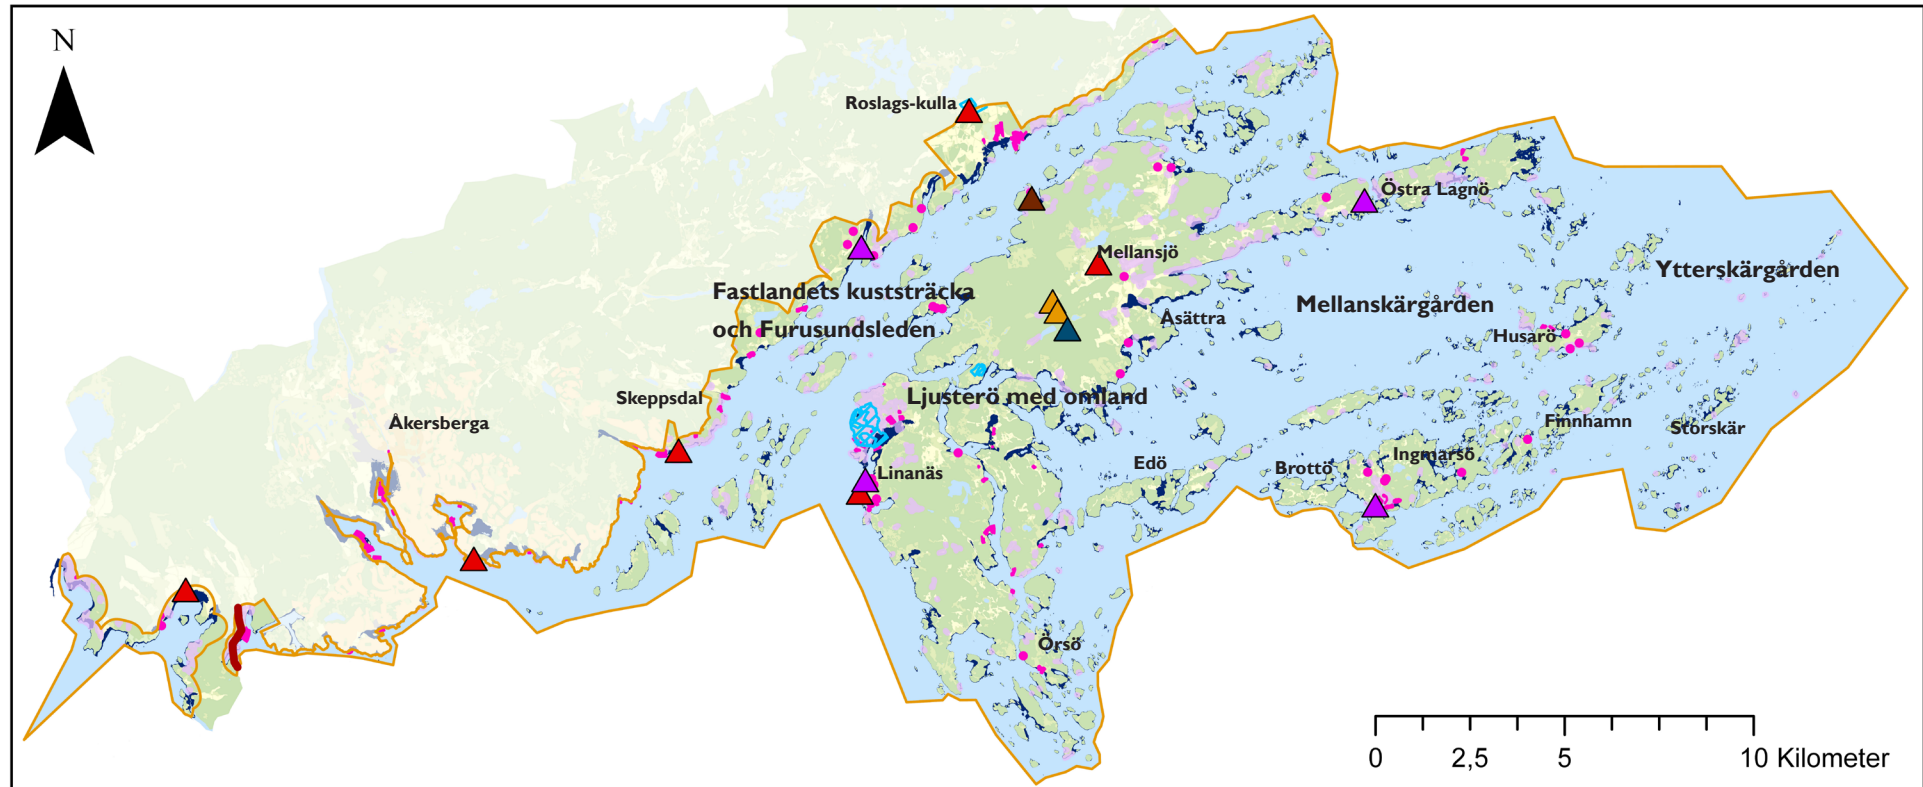 N
Roslags-kulla
Östra Lagnö
Mellansjö
Ytterskärgården
Fastlandets kuststräcka
och Furusundsleden
Mellanskärgården
Åsättra
Husarö
Skeppsdal
Ljusterö med omland
Åkersberga
Finnhamn
Storskär
Ingmarsö
Brottö
Edö
Linanäs
Örsö
0 2,5 5 10 Kilometer